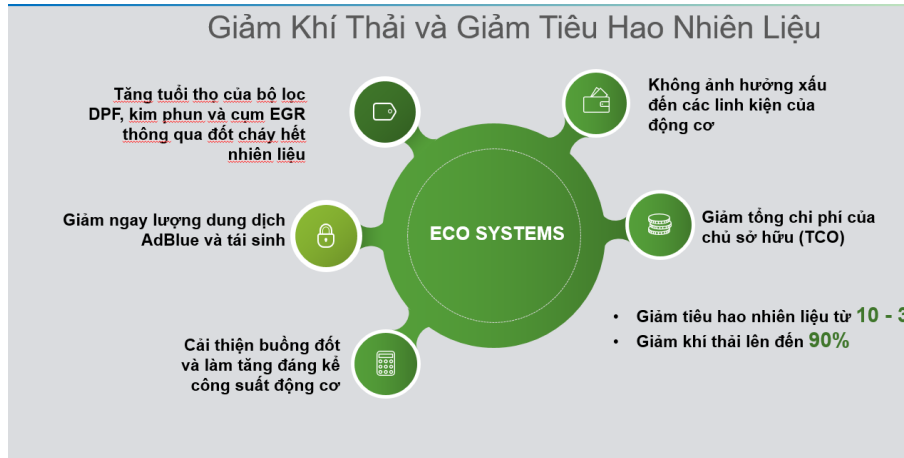 Giảm Khí Thải và Giảm Tiêu Hao Nhiên Liệu
Tăng tuổi thọ của bộ lọc
DPF, kim phun và cụm EGR
thông qua đốt cháy hết
nhiên liệu
Không ảnh hưởng xấu
đến các linh kiện của
động cơ
Giảm ngay lượng dung dịch
AdBlue và tái sinh
ECO SYSTEMS
Giảm tổng chi phí của
chủ sở hữu (TCO)
Cải thiện buồng đốt
và làm tăng đáng kể
công suất động cơ
• Giảm tiêu hao nhiên liệu từ 10 -
• Giảm khí thải lên đến 90%